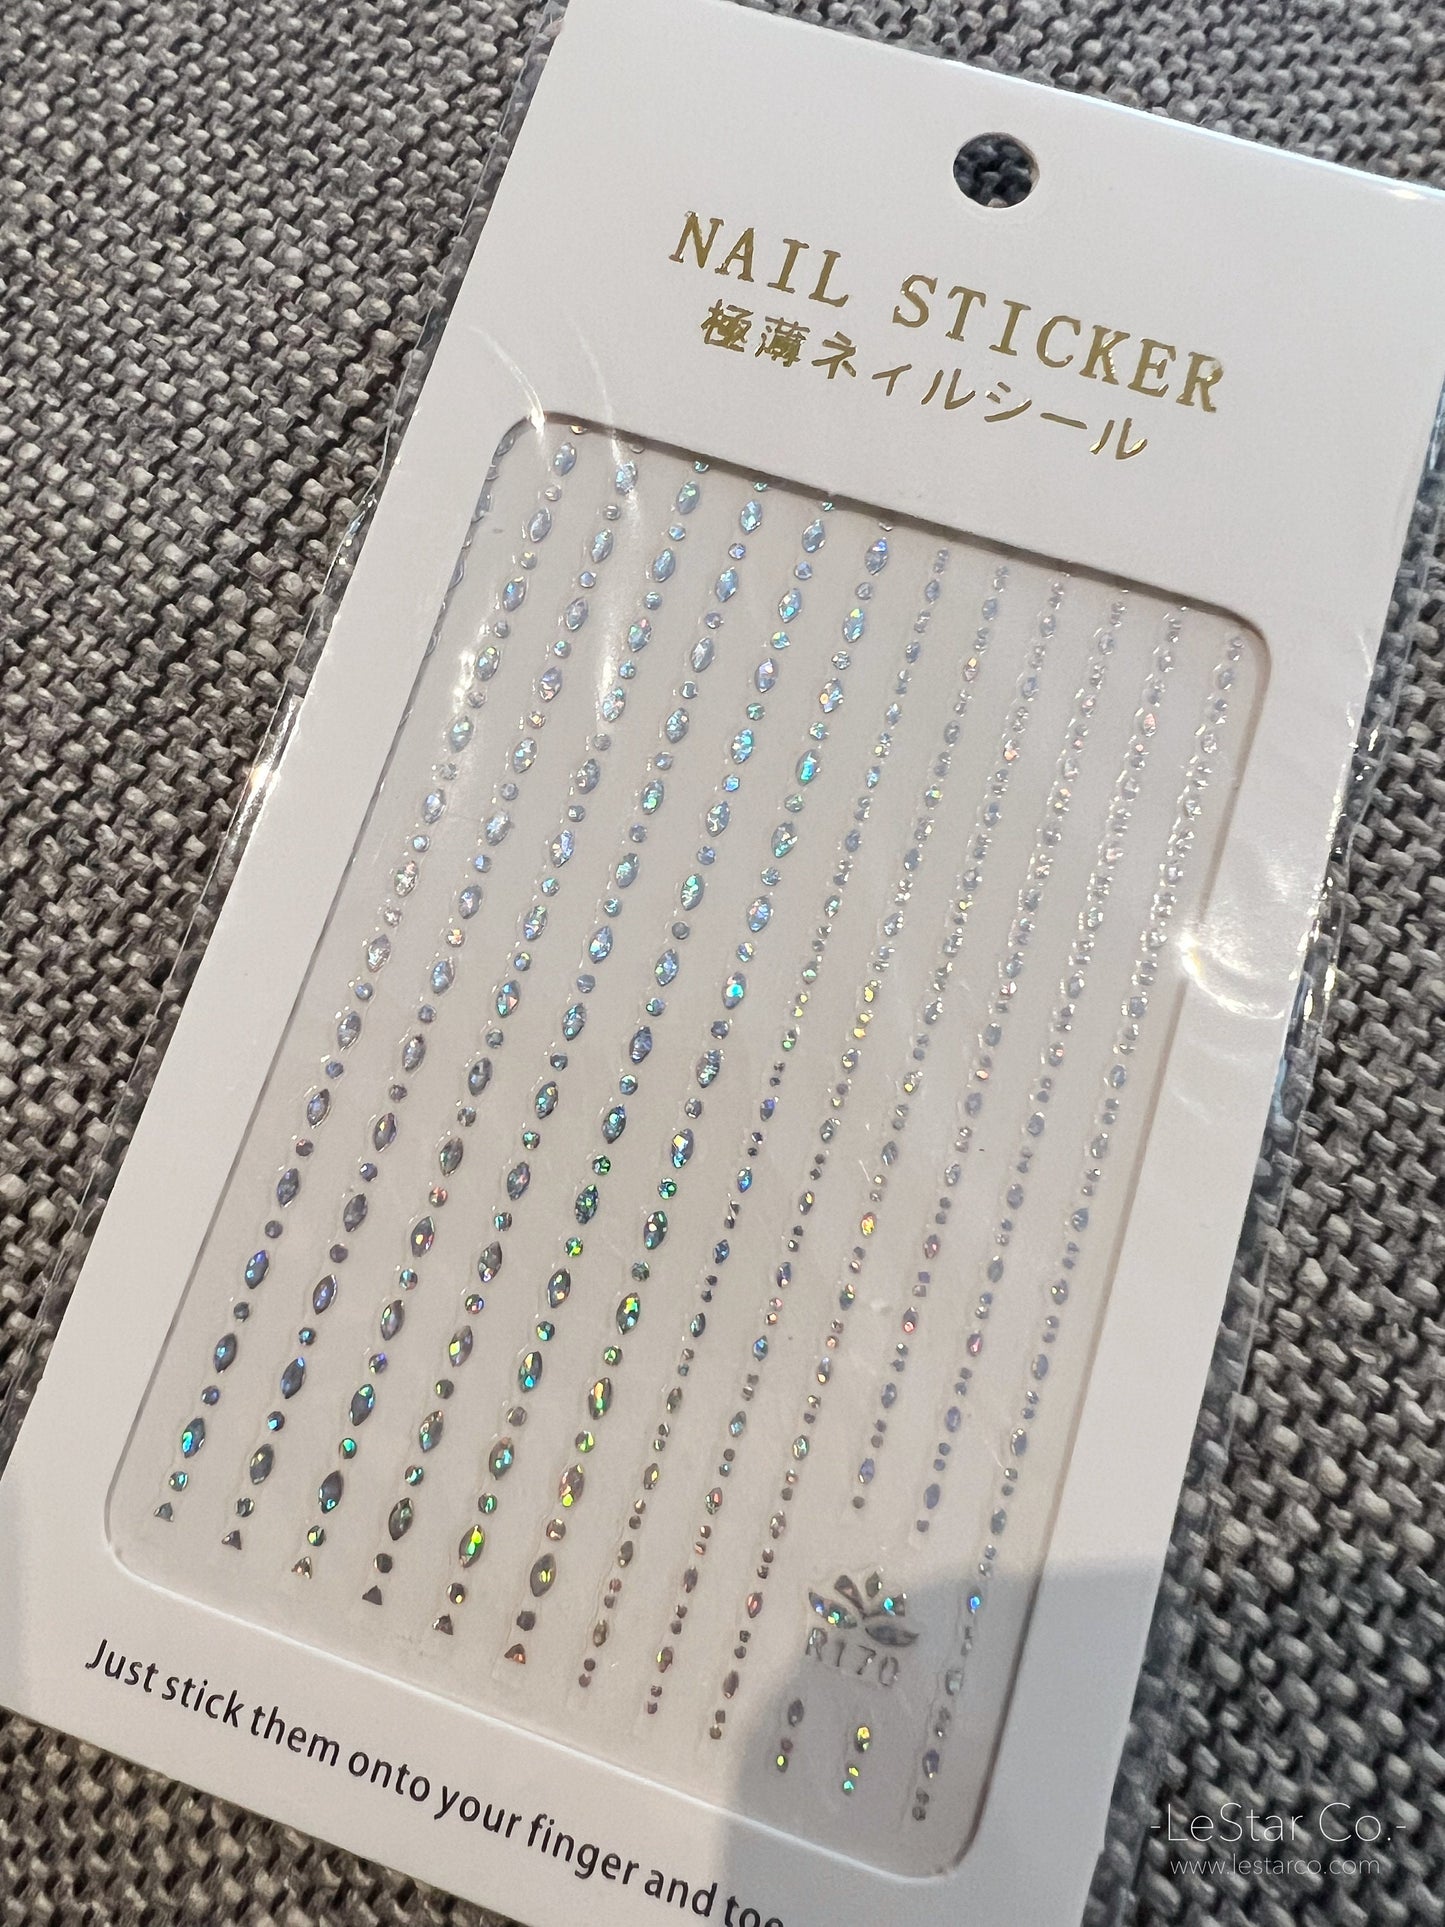 NAIL STICKER
極薄ネイルシール
R170
Just stick them onto your finger and toe
-LeStar Co.-
www.lestarco.com